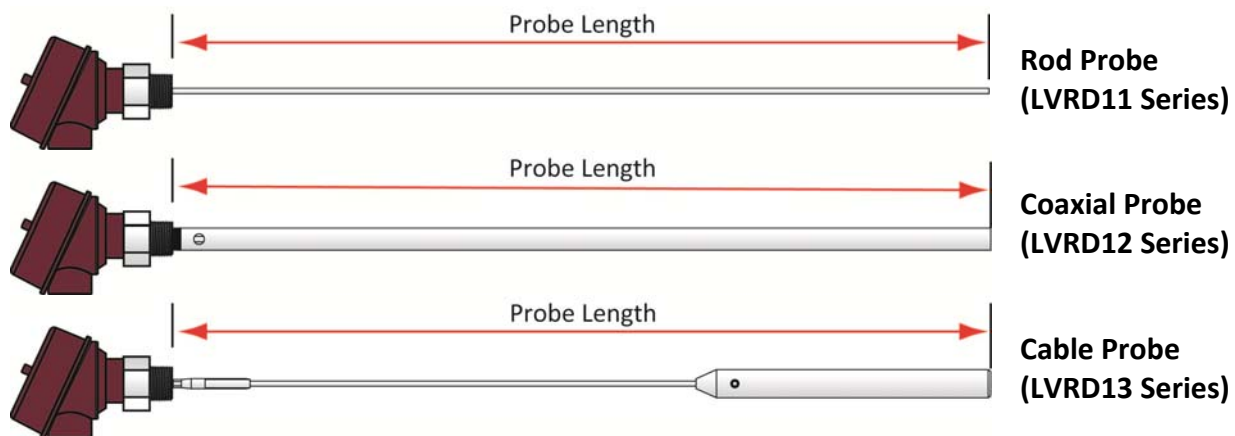 Probe Length
Rod Probe
(LVRD11 Series)
Probe Length
Coaxial Probe
(LVRD12 Series)
Probe Length
Cable Probe
(LVRD13 Series)